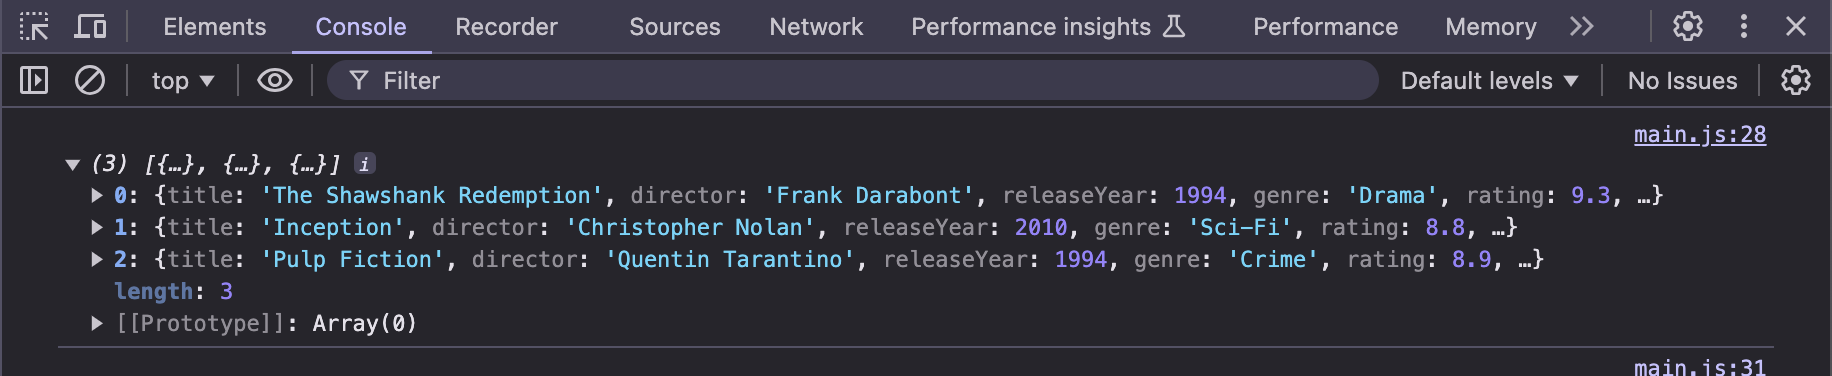 Elements Console Recorder Sources Network Performance insights Performance Memory
top Filter Default levels No Issues
main.js:28
(3) [{…}, {…}, {…}] i
0: {title: 'The Shawshank Redemption', director: 'Frank Darabont', releaseYear: 1994, genre: 'Drama', rating: 9.3, …}
1: {title: 'Inception', director: 'Christopher Nolan', releaseYear: 2010, genre: 'Sci-Fi', rating: 8.8, …}
2: {title: 'Pulp Fiction', director: 'Quentin Tarantino', releaseYear: 1994, genre: 'Crime', rating: 8.9, …}
length: 3
[[Prototype]]: Array(0)
main.js:31